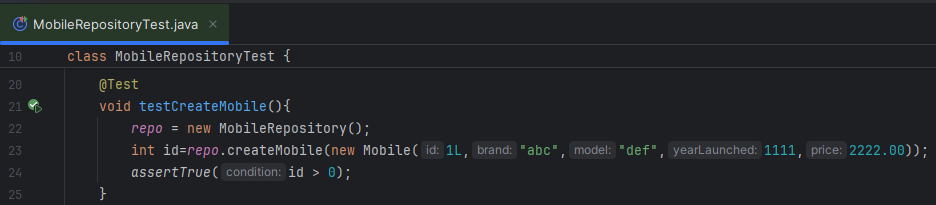 MobileRepositoryTest.java
10 class MobileRepositoryTest {
20 @Test
21 void testCreateMobile(){
22 repo = new MobileRepository();
23 int id=repo.createMobile(new Mobile( id: 1L, brand: "abc", model: "def", yearLaunched: 1111, price: 2222.00));
24 assertTrue( condition: id > 0);
25 }